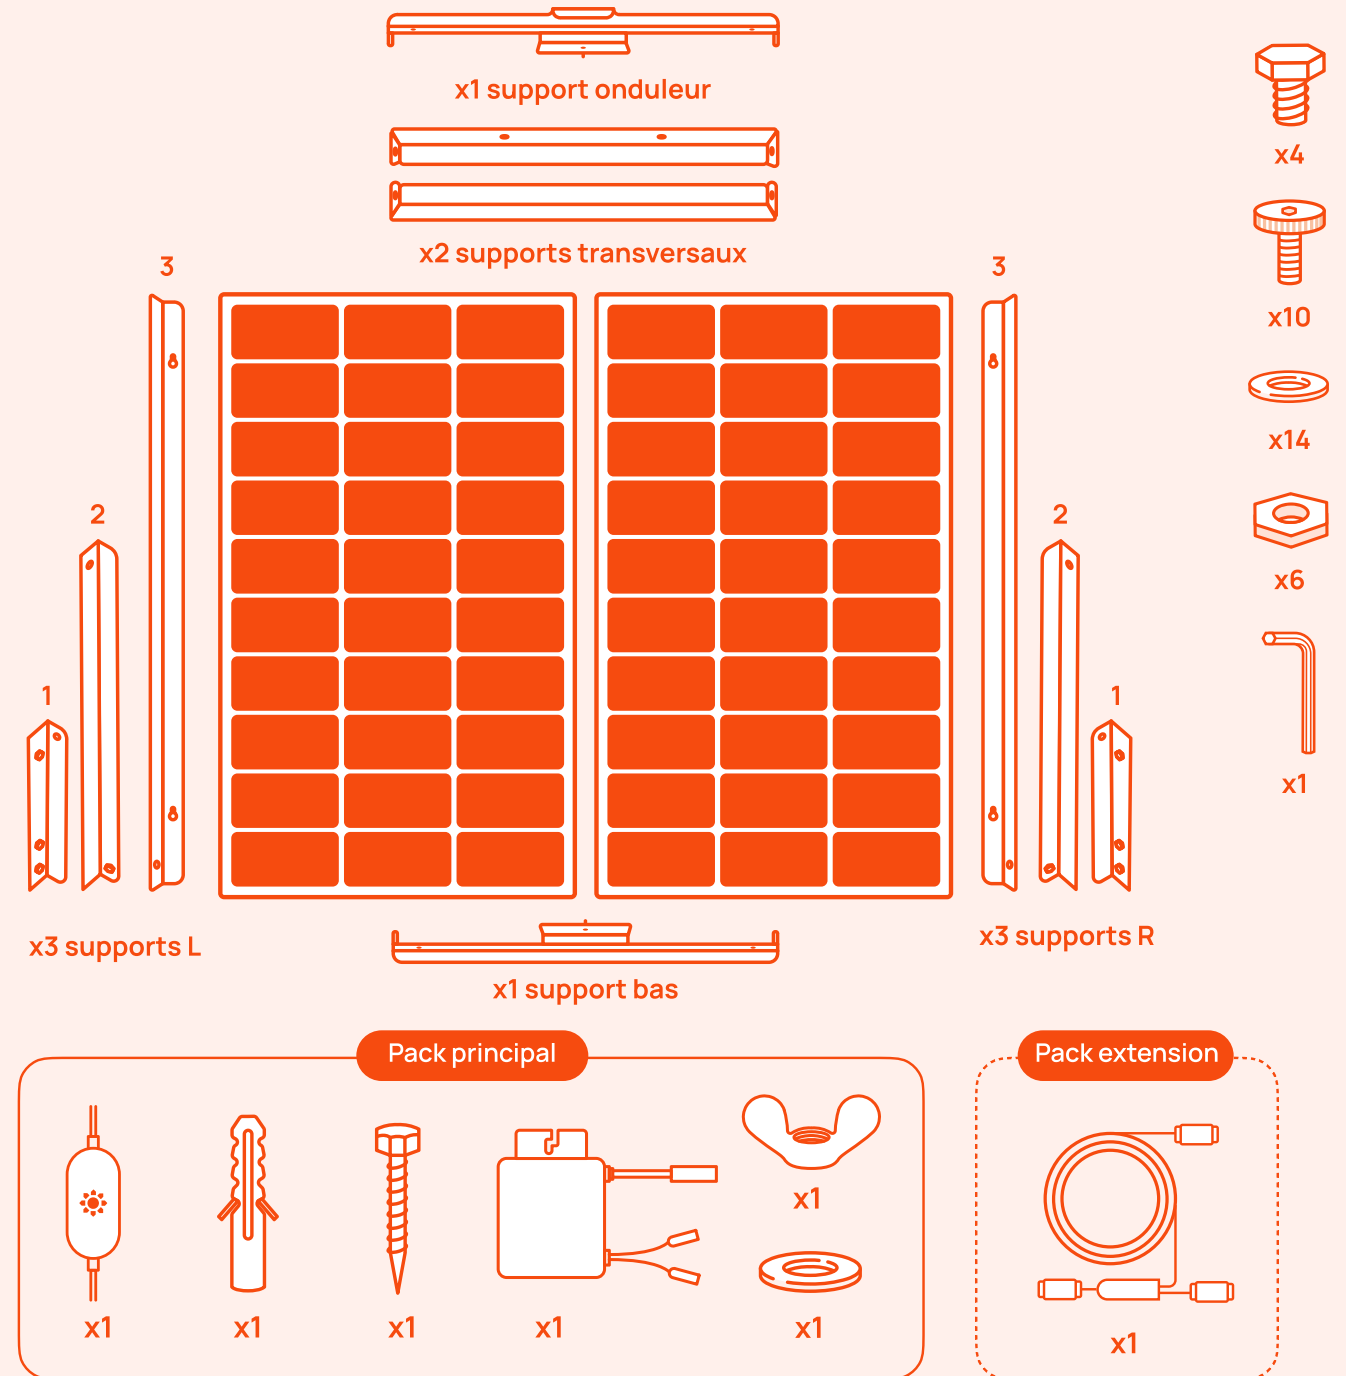 x1 support onduleur
x4
x2 supports transversaux
3
3
x10
x14
2
2
x6
1
1
x1
x3 supports L
x3 supports R
x1 support bas
Pack principal
Pack extension
x1
x1
x1
x1
x1
x1
x1